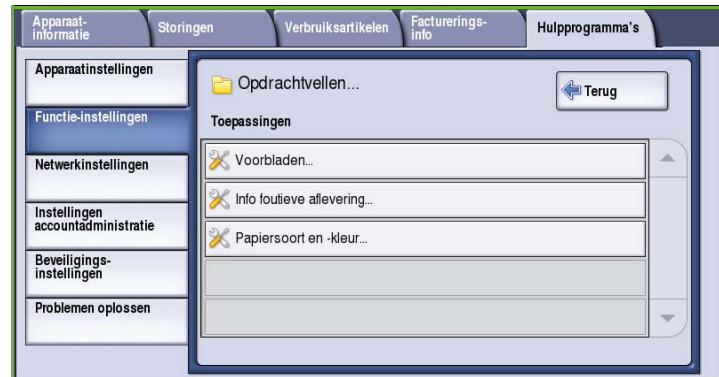 Apparaat-
informatie
Storingen
Verbruiksartikelen
Facturerings-
info
Hulpprogramma's
Apparaatinstellingen
Functie-instellingen
Netwerkinstellingen
Instellingen
accountadministratie
Beveiligings-
instellingen
Problemen oplossen
Opdrachtvellen...
Terug
Toepassingen
Voorbladen...
Info foutieve aflevering...
Papiersoort en -kleur...